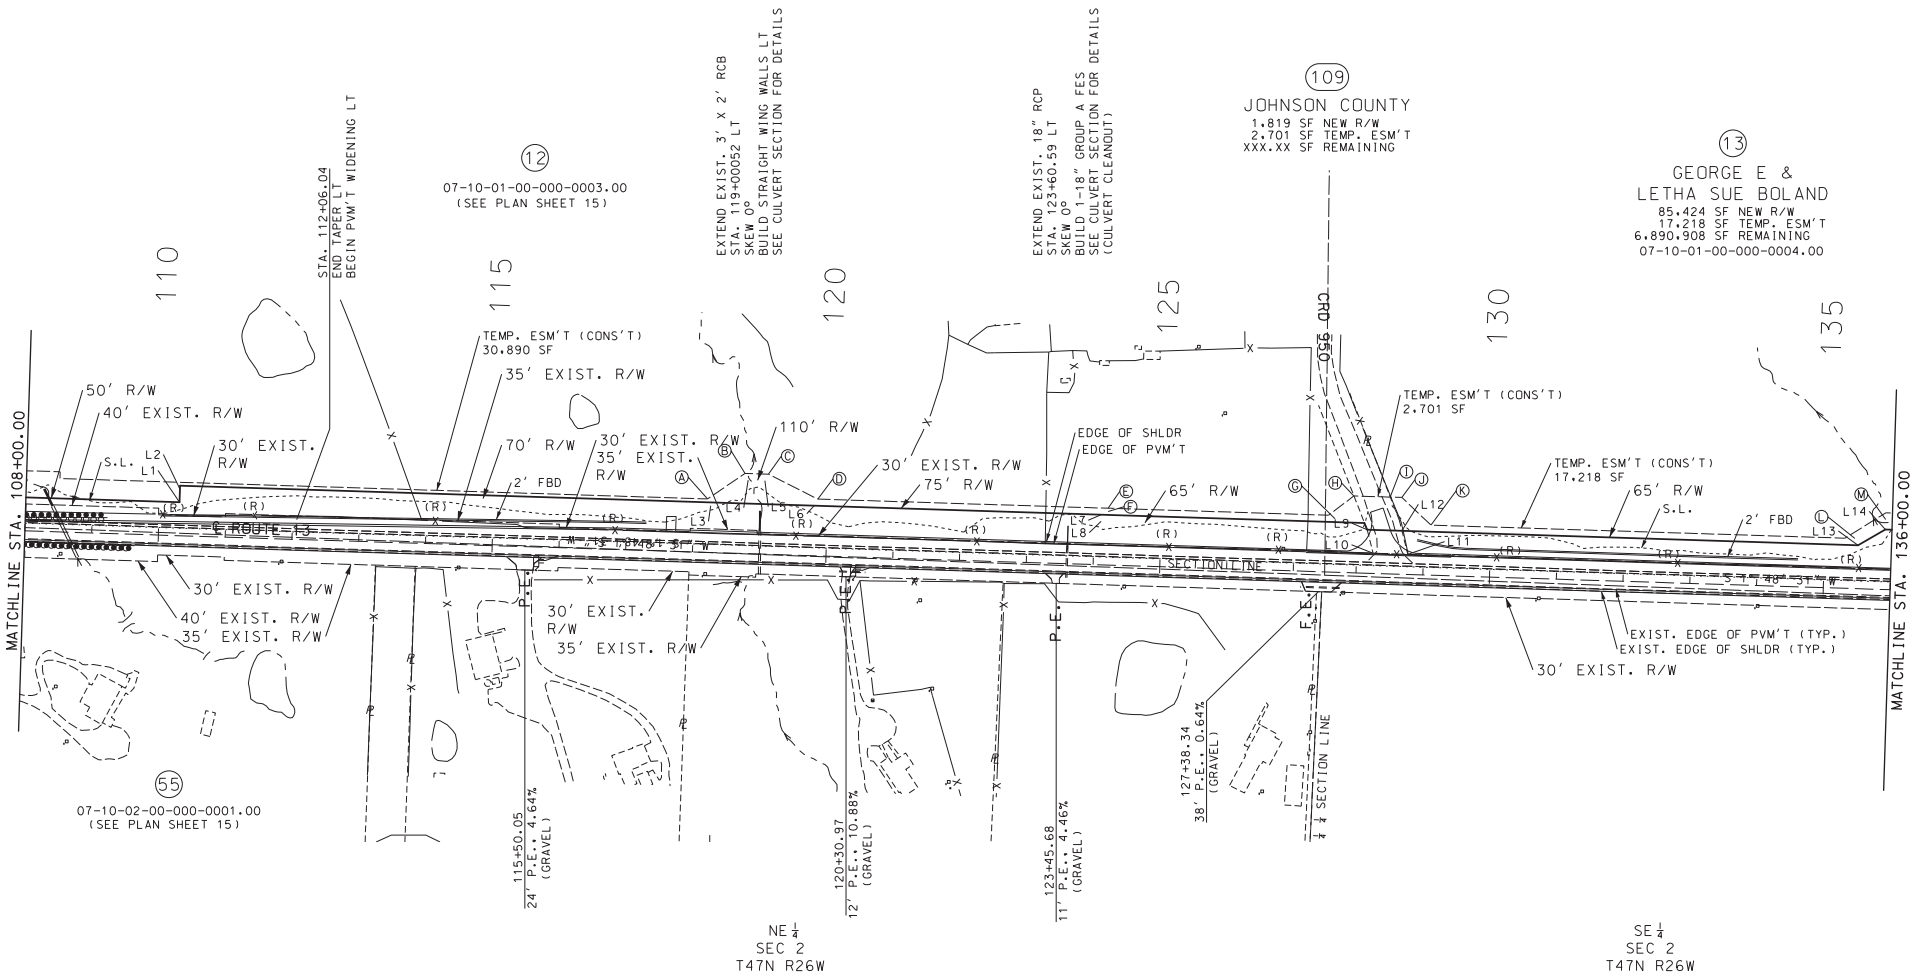 109
JOHNSON COUNTY
1,819 SF NEW R/W
2,701 SF TEMP. ESM'T
XXX.XX SF REMAINING
13
GEORGE E &
LETHA SUE BOLAND
85,424 SF NEW R/W
17,218 SF TEMP. ESM'T
6,890,908 SF REMAINING
07-10-01-00-000-0004.00
12
07-10-01-00-000-0003.00
(SEE PLAN SHEET 15)
STA. 112+06.04
END TAPER LT
BEGIN PVM'T WIDENING LT
EXTEND EXIST. 3' X 2' RCB
STA. 119+00052 LT
SKEW 0°
BUILD STRAIGHT WING WALLS LT
SEE CULVERT SECTION FOR DETAILS
EXTEND EXIST. 18" RCP
STA. 123+60.59 LT
SKEW 0°
BUILD 1-18" GROUP A FES
SEE CULVERT SECTION FOR DETAILS
(CULVERT CLEANOUT)
110
115
120
125
130
135
CRD 950
TEMP. ESM'T (CONS'T)
30,890 SF
35' EXIST. R/W
50' R/W
40' EXIST. R/W
30' EXIST.
R/W
S.L.
L2
L1
70' R/W
2' FBD
30' EXIST. R/W
35' EXIST.
R/W
110' R/W
A
B
C
D
30' EXIST. R/W
75' R/W
EDGE OF SHLDR
EDGE OF PVM'T
65' R/W
E
F
G
H
I
J
K
L
M
TEMP. ESM'T (CONS'T)
2,701 SF
TEMP. ESM'T (CONS'T)
17,218 SF
65' R/W
S.L.
2' FBD
L3
L4
L5
L6
L7
L8
L9
L10
L11
L12
L13
L14
(R)
(R)
(R)
(R)
(R)
(R)
(R)
(R)
(R)
(R)
(R)
℄ ROUTE 13
SECTION LINE
S 1°48'31" W
MATCHLINE STA. 108+00.00
MATCHLINE STA. 136+00.00
30' EXIST. R/W
40' EXIST. R/W
35' EXIST. R/W
30' EXIST.
R/W
35' EXIST. R/W
P.E.
P.E.
P.E.
F.E.
EXIST. EDGE OF PVM'T (TYP.)
EXIST. EDGE OF SHLDR (TYP.)
30' EXIST. R/W
55
07-10-02-00-000-0001.00
(SEE PLAN SHEET 15)
115+50.05
24' P.E., 4.64%
(GRAVEL)
120+30.97
12' P.E., 10.88%
(GRAVEL)
123+45.68
11' P.E., 4.46%
(GRAVEL)
127+38.34
38' P.E., 0.64%
(GRAVEL)
¼ ¼ SECTION LINE
NE ¼
SEC 2
T47N R26W
SE ¼
SEC 2
T47N R26W